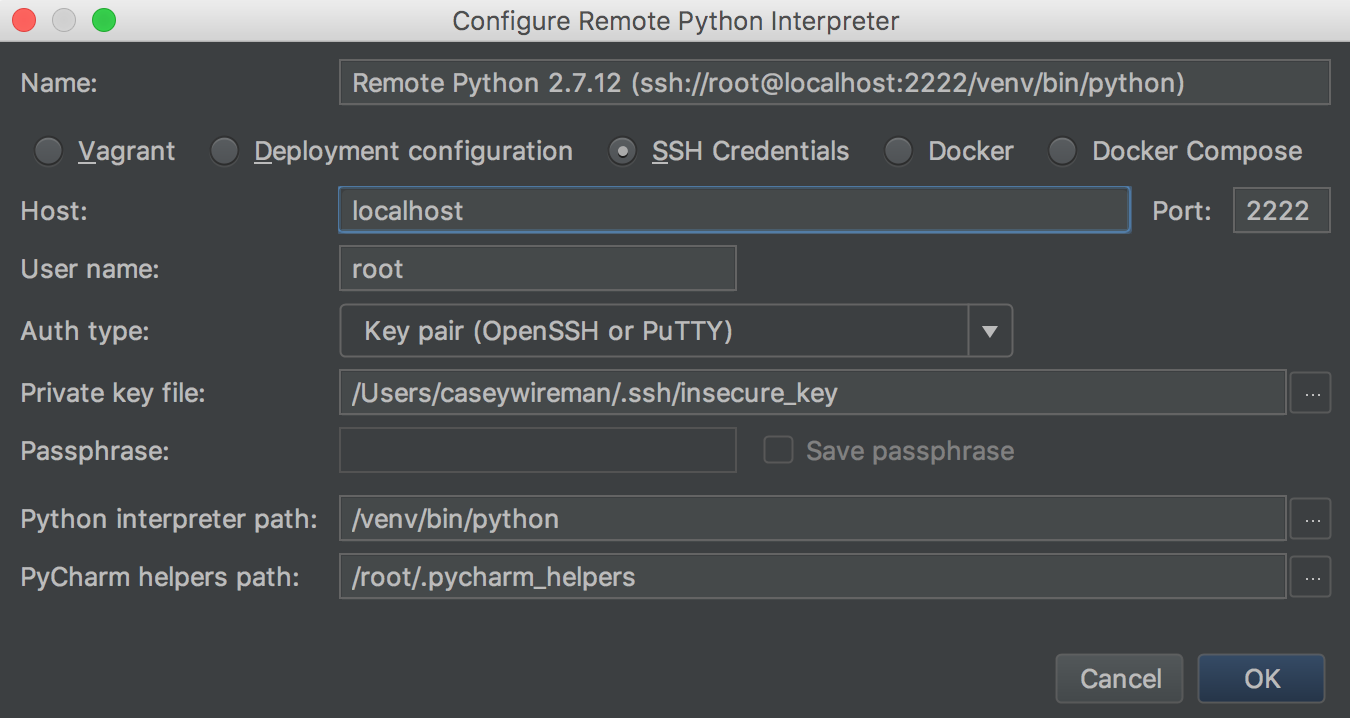 Configure Remote Python Interpreter
Name: Remote Python 2.7.12 (ssh://root@localhost:2222/venv/bin/python)
Vagrant Deployment configuration SSH Credentials Docker Docker Compose
Host: localhost Port: 2222
User name: root
Auth type: Key pair (OpenSSH or PuTTY)
Private key file: /Users/caseywireman/.ssh/insecure_key ...
Passphrase: Save passphrase
Python interpreter path: /venv/bin/python ...
PyCharm helpers path: /root/.pycharm_helpers ...
Cancel OK